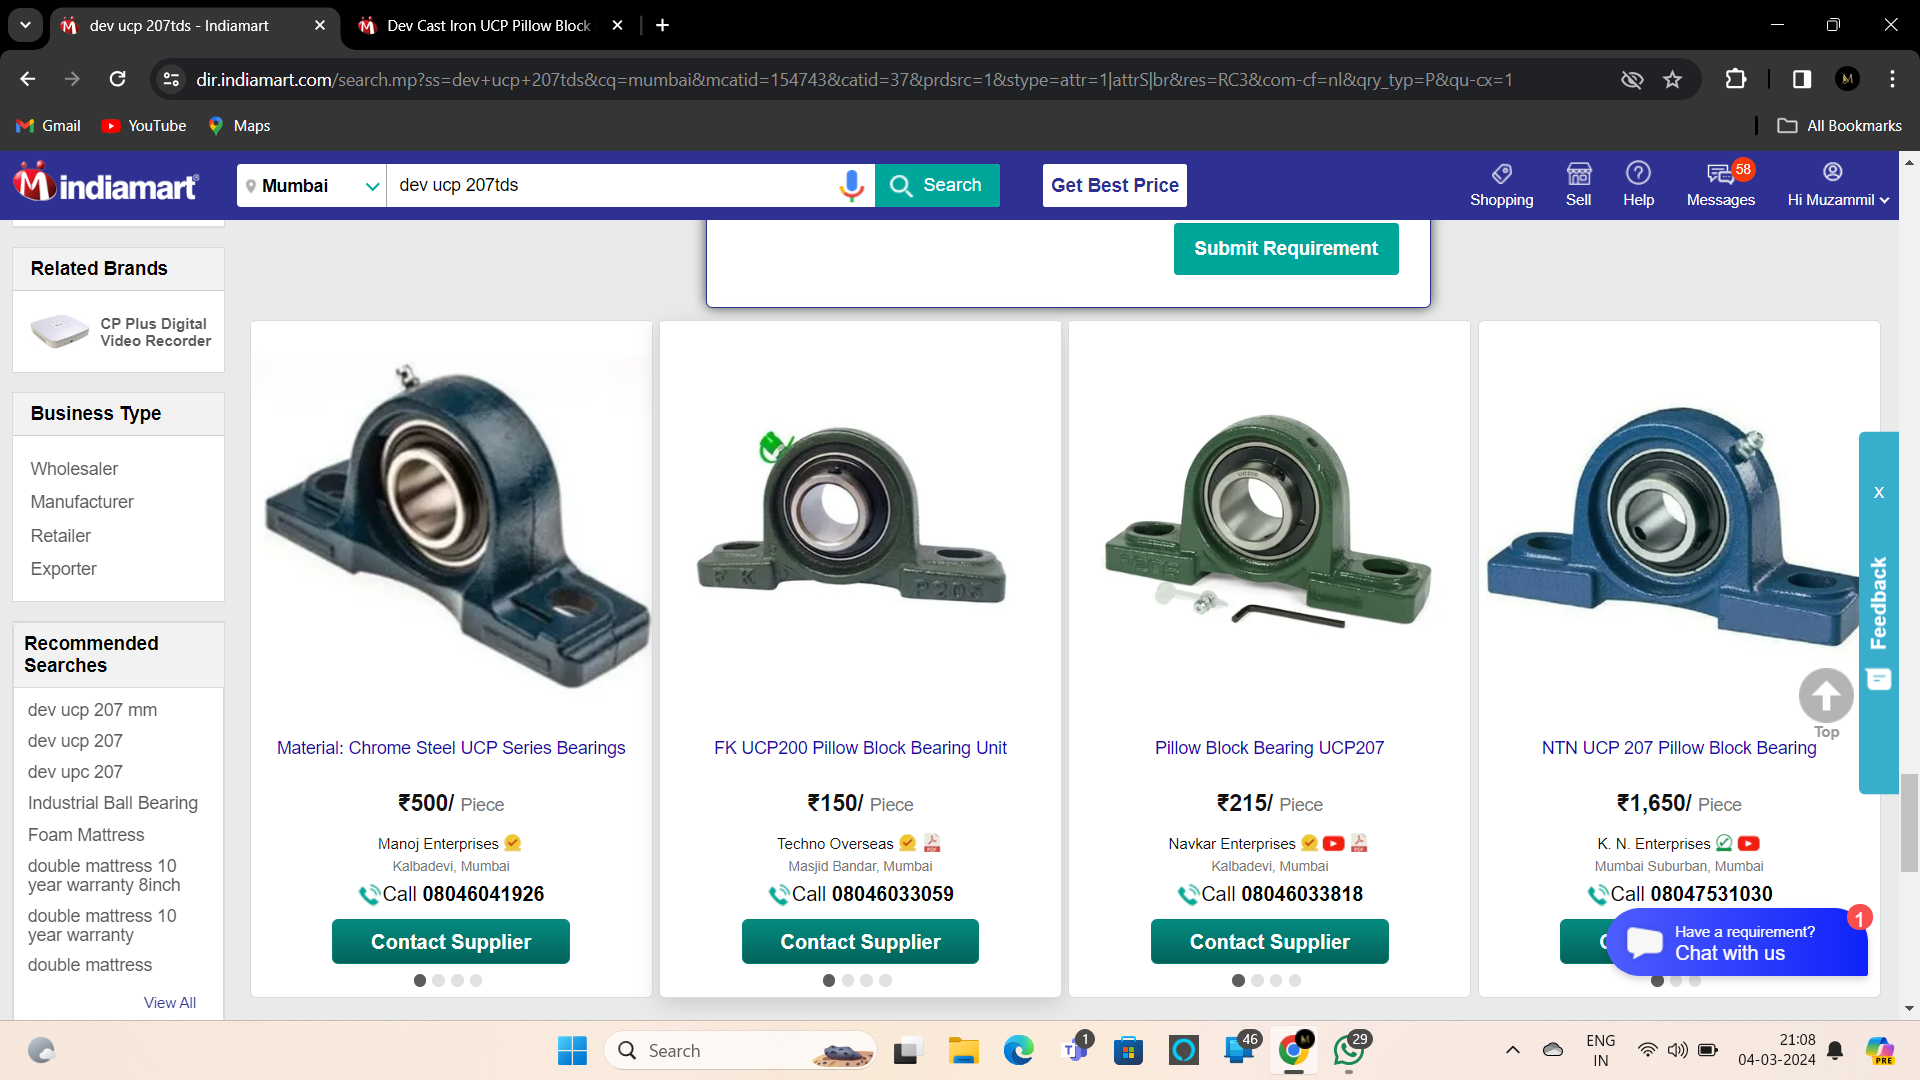 dev ucp 207tds - Indiamart
Dev Cast Iron UCP Pillow Block
dir.indiamart.com/search.mp?ss=dev+ucp+207tds&cq=mumbai&mcatid=154743&catid=37&prdsrc=1&stype=attr=1|attrS|br&res=RC3&com-cf=nl&qry_typ=P&qu-cx=1
Gmail YouTube Maps All Bookmarks
indiamart Mumbai dev ucp 207tds Search Get Best Price Shopping Sell Help Messages 58 Hi Muzammil
Submit Requirement
Related Brands
CP Plus Digital
Video Recorder
Business Type
Wholesaler
Manufacturer
Retailer
Exporter
Recommended
Searches
dev ucp 207 mm
dev ucp 207
dev upc 207
Industrial Ball Bearing
Foam Mattress
double mattress 10
year warranty 8inch
double mattress 10
year warranty
double mattress
View All
Material: Chrome Steel UCP Series Bearings
₹500/ Piece
Manoj Enterprises
Kalbadevi, Mumbai
Call 08046041926
Contact Supplier
F K P205
FK UCP200 Pillow Block Bearing Unit
₹150/ Piece
Techno Overseas
Masjid Bandar, Mumbai
Call 08046033059
Contact Supplier
Pillow Block Bearing UCP207
₹215/ Piece
Navkar Enterprises
Kalbadevi, Mumbai
Call 08046033818
Contact Supplier
NTN UCP 207 Pillow Block Bearing
₹1,650/ Piece
K. N. Enterprises
Mumbai Suburban, Mumbai
Call 08047531030
X
Feedback
Top
1
Have a requirement?
Chat with us
Search
1
46
M
29
ENG
IN
21:08
04-03-2024
PRE